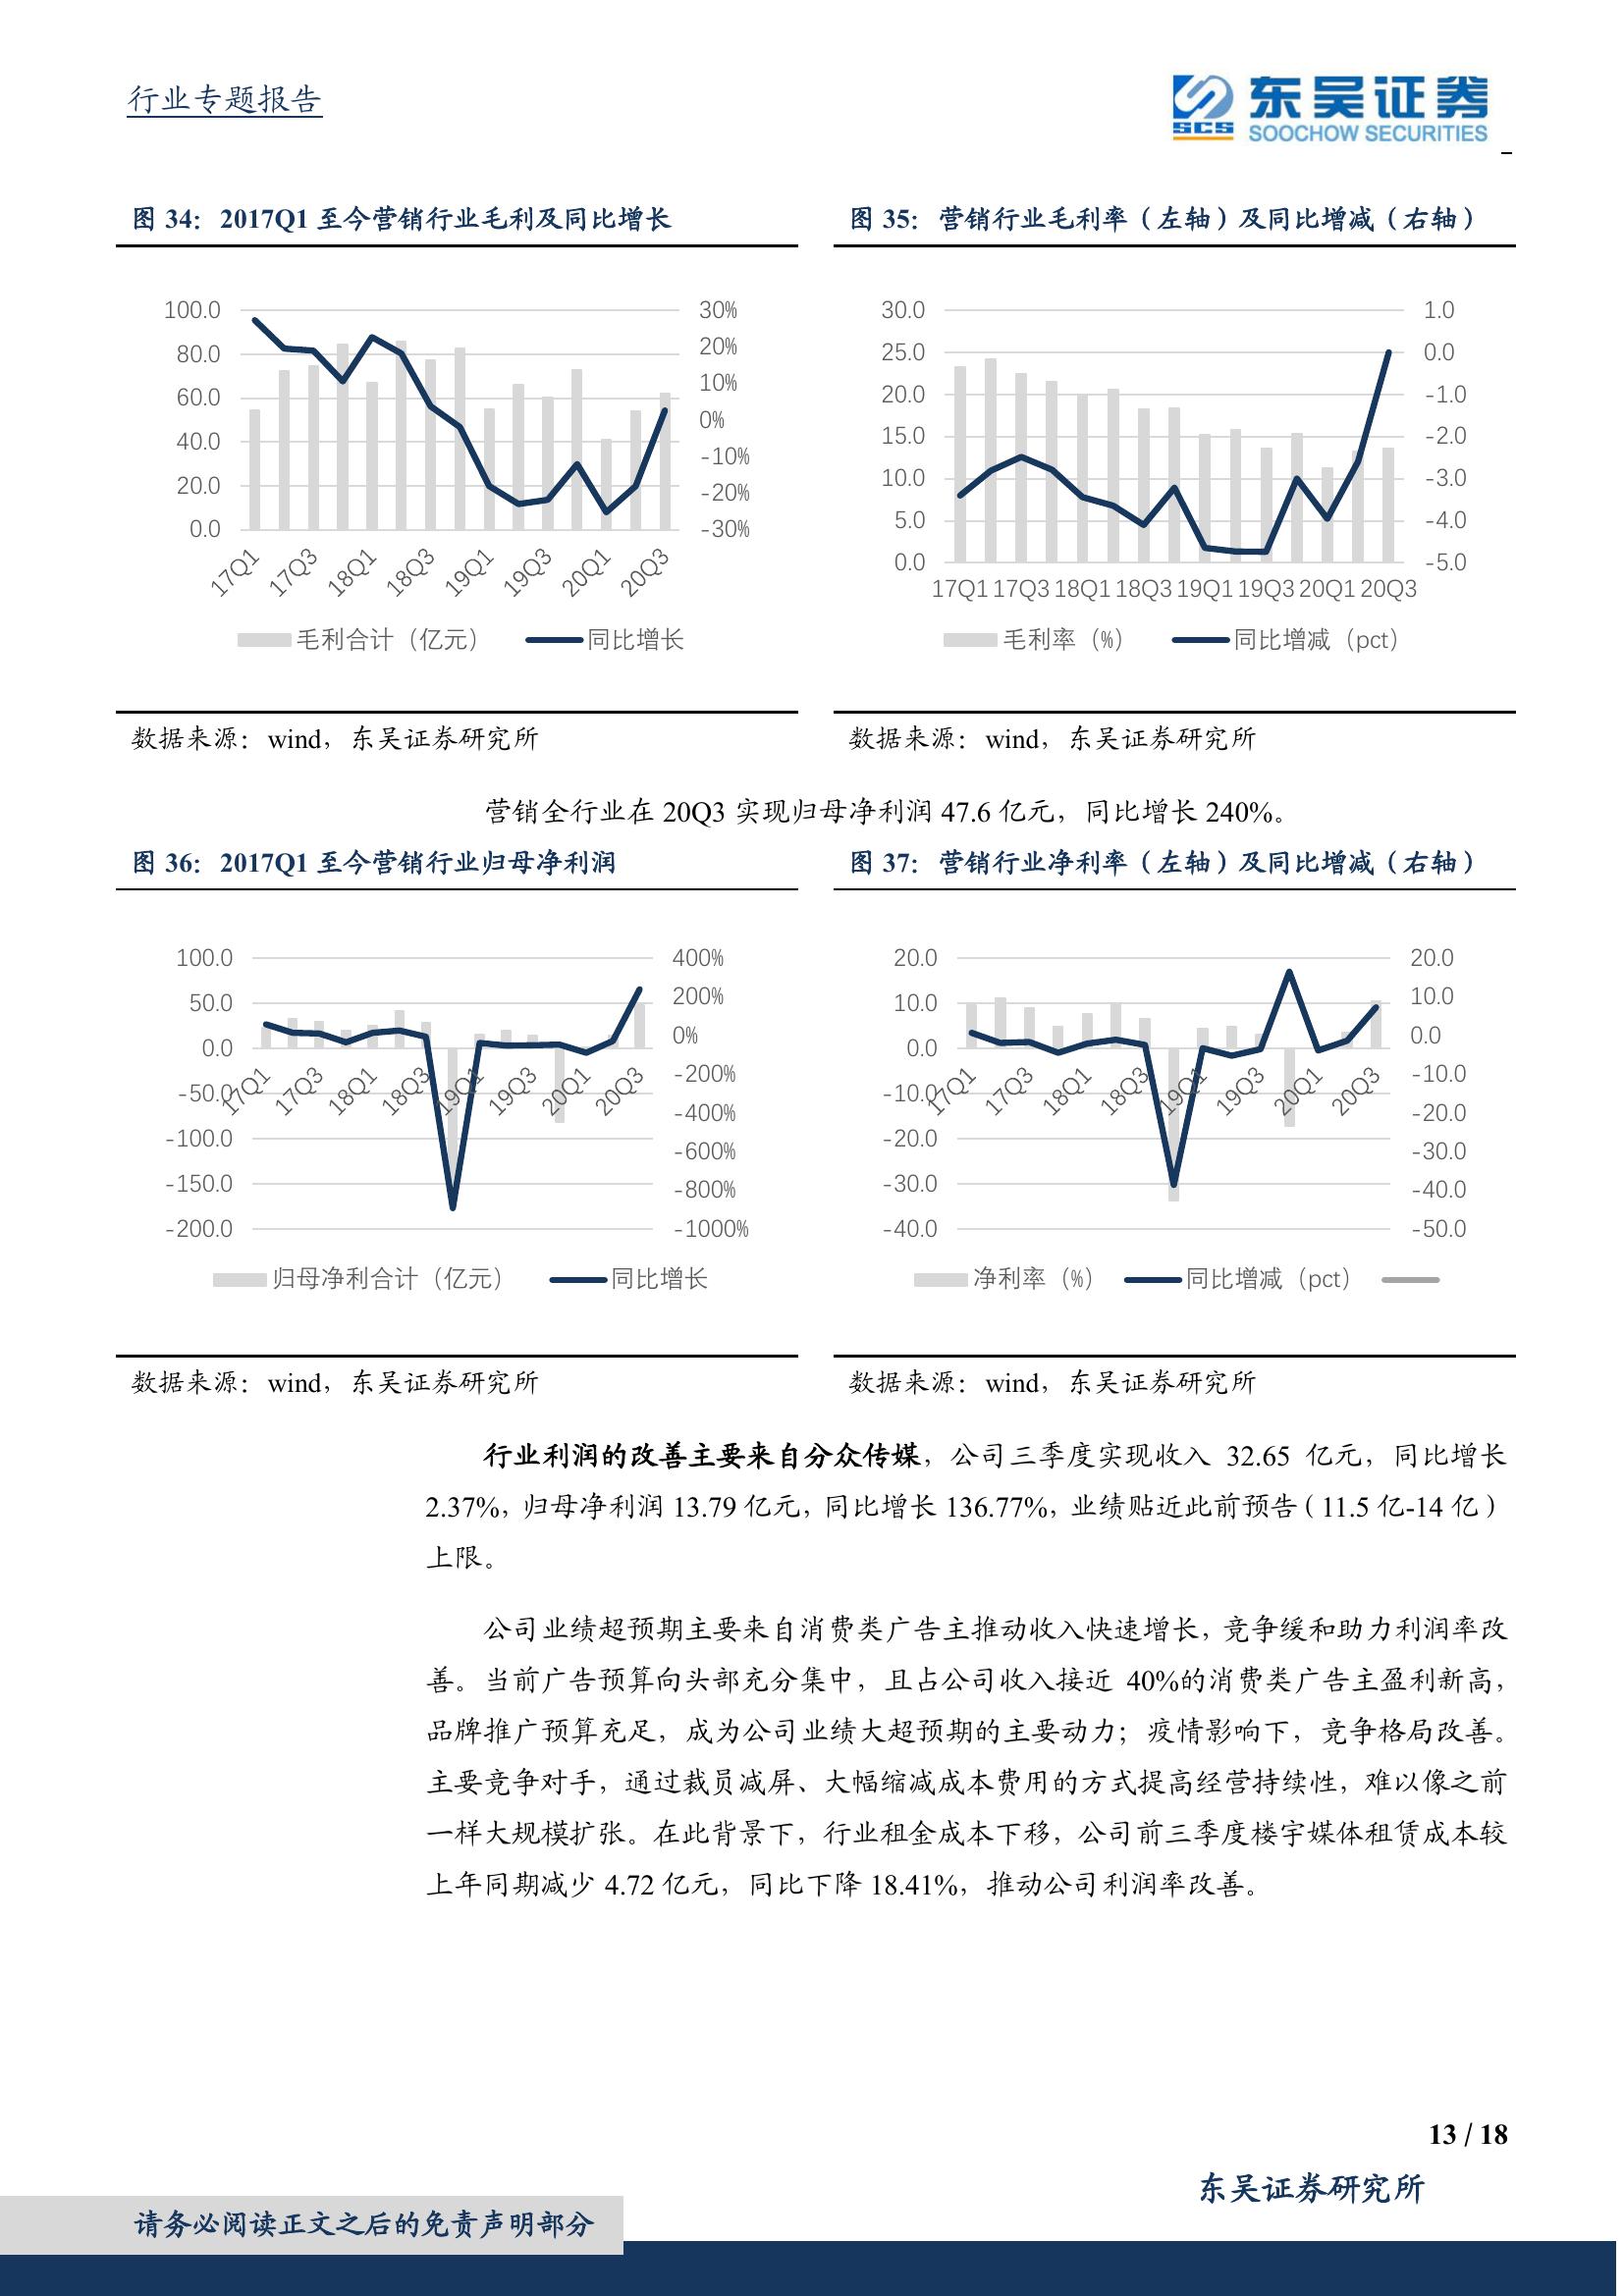 行业专题报告
SCS
东吴证券
SOOCHOW SECURITIES
图 34：2017Q1 至今营销行业毛利及同比增长
100.0
80.0
60.0
40.0
20.0
0.0
30%
20%
10%
0%
-10%
-20%
-30%
17Q1 17Q3 18Q1 18Q3 19Q1 19Q3 20Q1 20Q3
毛利合计（亿元） 同比增长
数据来源：wind，东吴证券研究所
图 35：营销行业毛利率（左轴）及同比增减（右轴）
30.0
25.0
20.0
15.0
10.0
5.0
0.0
1.0
0.0
-1.0
-2.0
-3.0
-4.0
-5.0
17Q1 17Q3 18Q1 18Q3 19Q1 19Q3 20Q1 20Q3
毛利率（%） 同比增减（pct）
数据来源：wind，东吴证券研究所
营销全行业在 20Q3 实现归母净利润 47.6 亿元，同比增长 240%。
图 36：2017Q1 至今营销行业归母净利润
100.0
50.0
0.0
-50.0
-100.0
-150.0
-200.0
400%
200%
0%
-200%
-400%
-600%
-800%
-1000%
17Q1 17Q3 18Q1 18Q3 19Q1 19Q3 20Q1 20Q3
归母净利合计（亿元） 同比增长
数据来源：wind，东吴证券研究所
图 37：营销行业净利率（左轴）及同比增减（右轴）
20.0
10.0
0.0
-10.0
-20.0
-30.0
-40.0
20.0
10.0
0.0
-10.0
-20.0
-30.0
-40.0
-50.0
17Q1 17Q3 18Q1 18Q3 19Q1 19Q3 20Q1 20Q3
净利率（%） 同比增减（pct）
数据来源：wind，东吴证券研究所
行业利润的改善主要来自分众传媒，公司三季度实现收入 32.65 亿元，同比增长
2.37%，归母净利润 13.79 亿元，同比增长 136.77%，业绩贴近此前预告（11.5 亿-14 亿）
上限。
公司业绩超预期主要来自消费类广告主推动收入快速增长，竞争缓和助力利润率改
善。当前广告预算向头部充分集中，且占公司收入接近 40%的消费类广告主盈利新高，
品牌推广预算充足，成为公司业绩大超预期的主要动力；疫情影响下，竞争格局改善。
主要竞争对手，通过裁员减屏、大幅缩减成本费用的方式提高经营持续性，难以像之前
一样大规模扩张。在此背景下，行业租金成本下移，公司前三季度楼宇媒体租赁成本较
上年同期减少 4.72 亿元，同比下降 18.41%，推动公司利润率改善。
13 / 18
东吴证券研究所
请务必阅读正文之后的免责声明部分